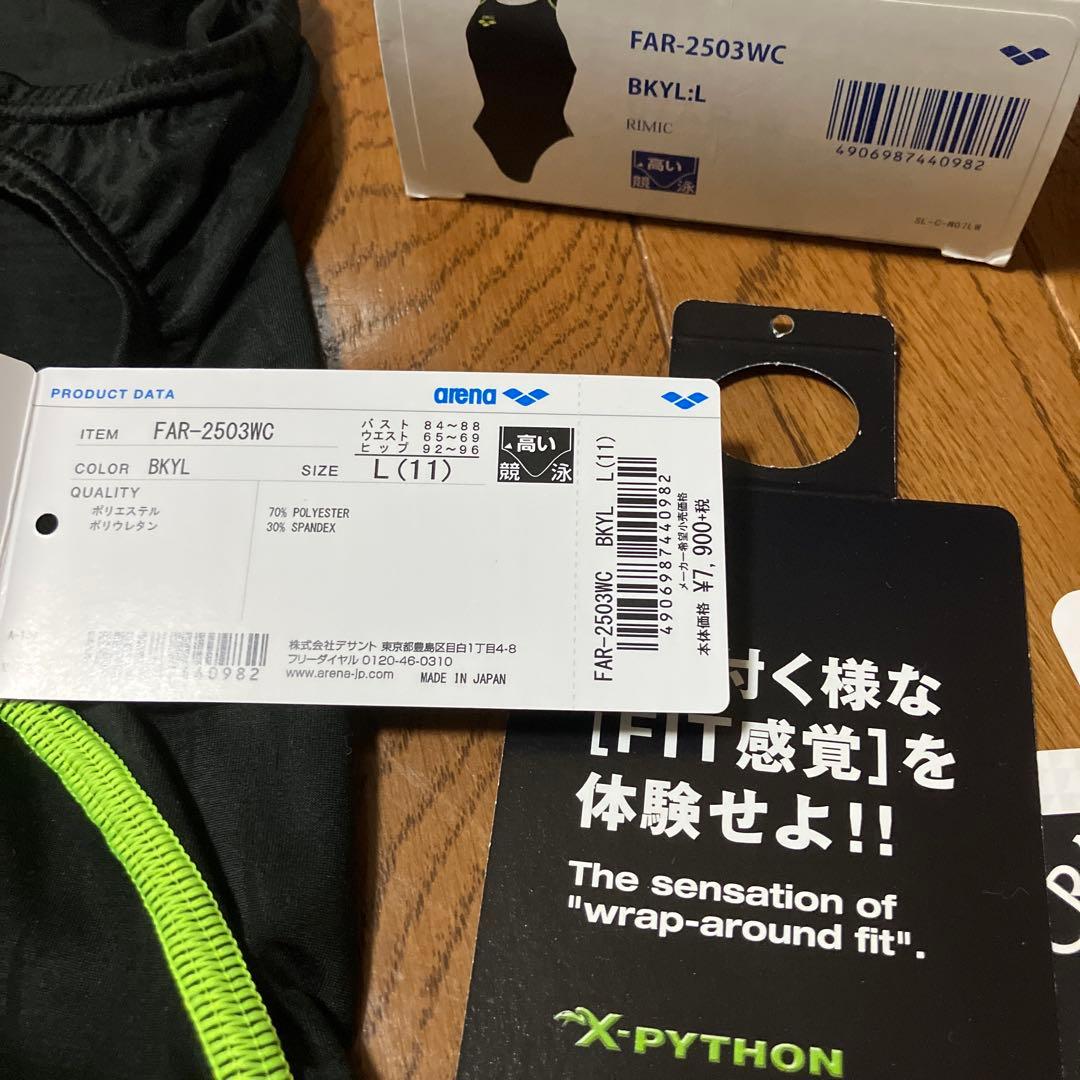 FAR-2503WC
BKYL:L
RIMIC
高い
競 泳
4906987440982
SL-C-M07LW
PRODUCT DATA
arena
ITEM FAR-2503WC
バスト 84~88
ウエスト 65~69
ヒップ 92~96
COLOR BKYL
SIZE L(11)
高い
競 泳
QUALITY
ポリエステル 70% POLYESTER
ポリウレタン 30% SPANDEX
株式会社デサント 東京都豊島区目白1丁目4-8
フリーダイヤル 0120-46-0310
www.arena-jp.com MADE IN JAPAN
40982
FAR-2503WC BKYL L(11)
4906987440982
メーカー希望小売価格
本体価格 ¥7,900+税
付く様な
[FIT感覚]を
体験せよ!!
The sensation of
"wrap-around fit".
X-PYTHON